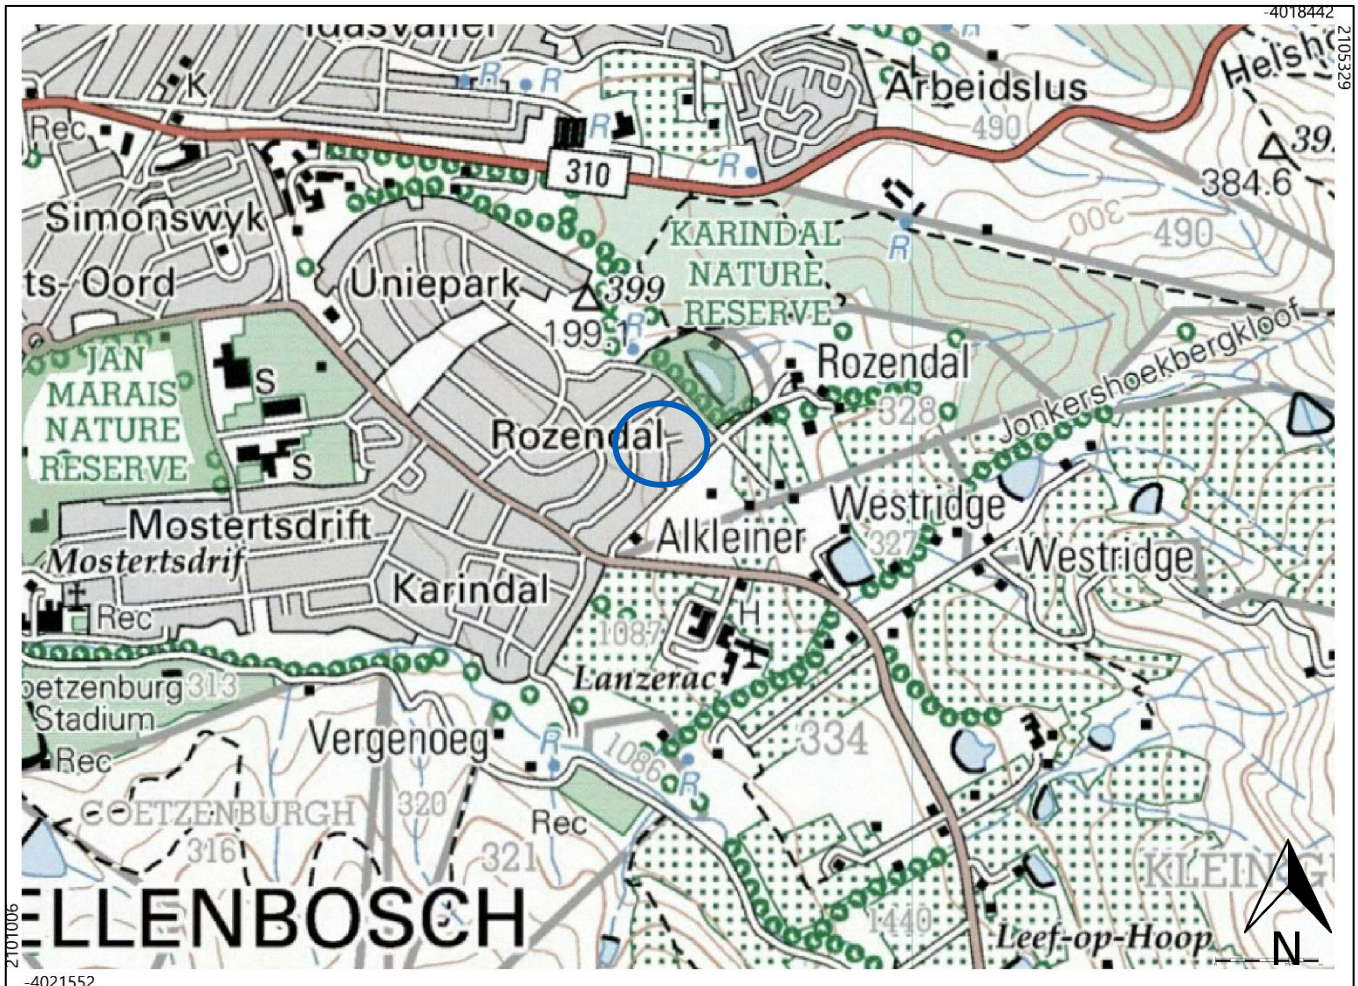 -4018442
2105329
Idasvallei
Helsho
R
R
R
Arbeidslus
K
Rec
R
490
39
310
R
384.6
Simonswyk
KARINDAL
NATURE
RESERVE
300
490
R
ts-Oord
Uniepark
399
199.1
R
JAN
MARAIS
NATURE
RESERVE
S
S
Rozendal
328
Jonkershoekbergkloof
Rozendal
Mostertsdrift
Mostertsdrif
Alkleiner
Westridge
327
Westridge
Karindal
Rec
1087
H
Lanzerac
oetzenburg
Stadium
313
Rec
Vergenoeg
R
1086
R
334
COETZENBURGH
316
320
321
Rec
KLEIN G
ELLENBOSCH
1440
Leef-op-Hoop
N
2101006
-4021552